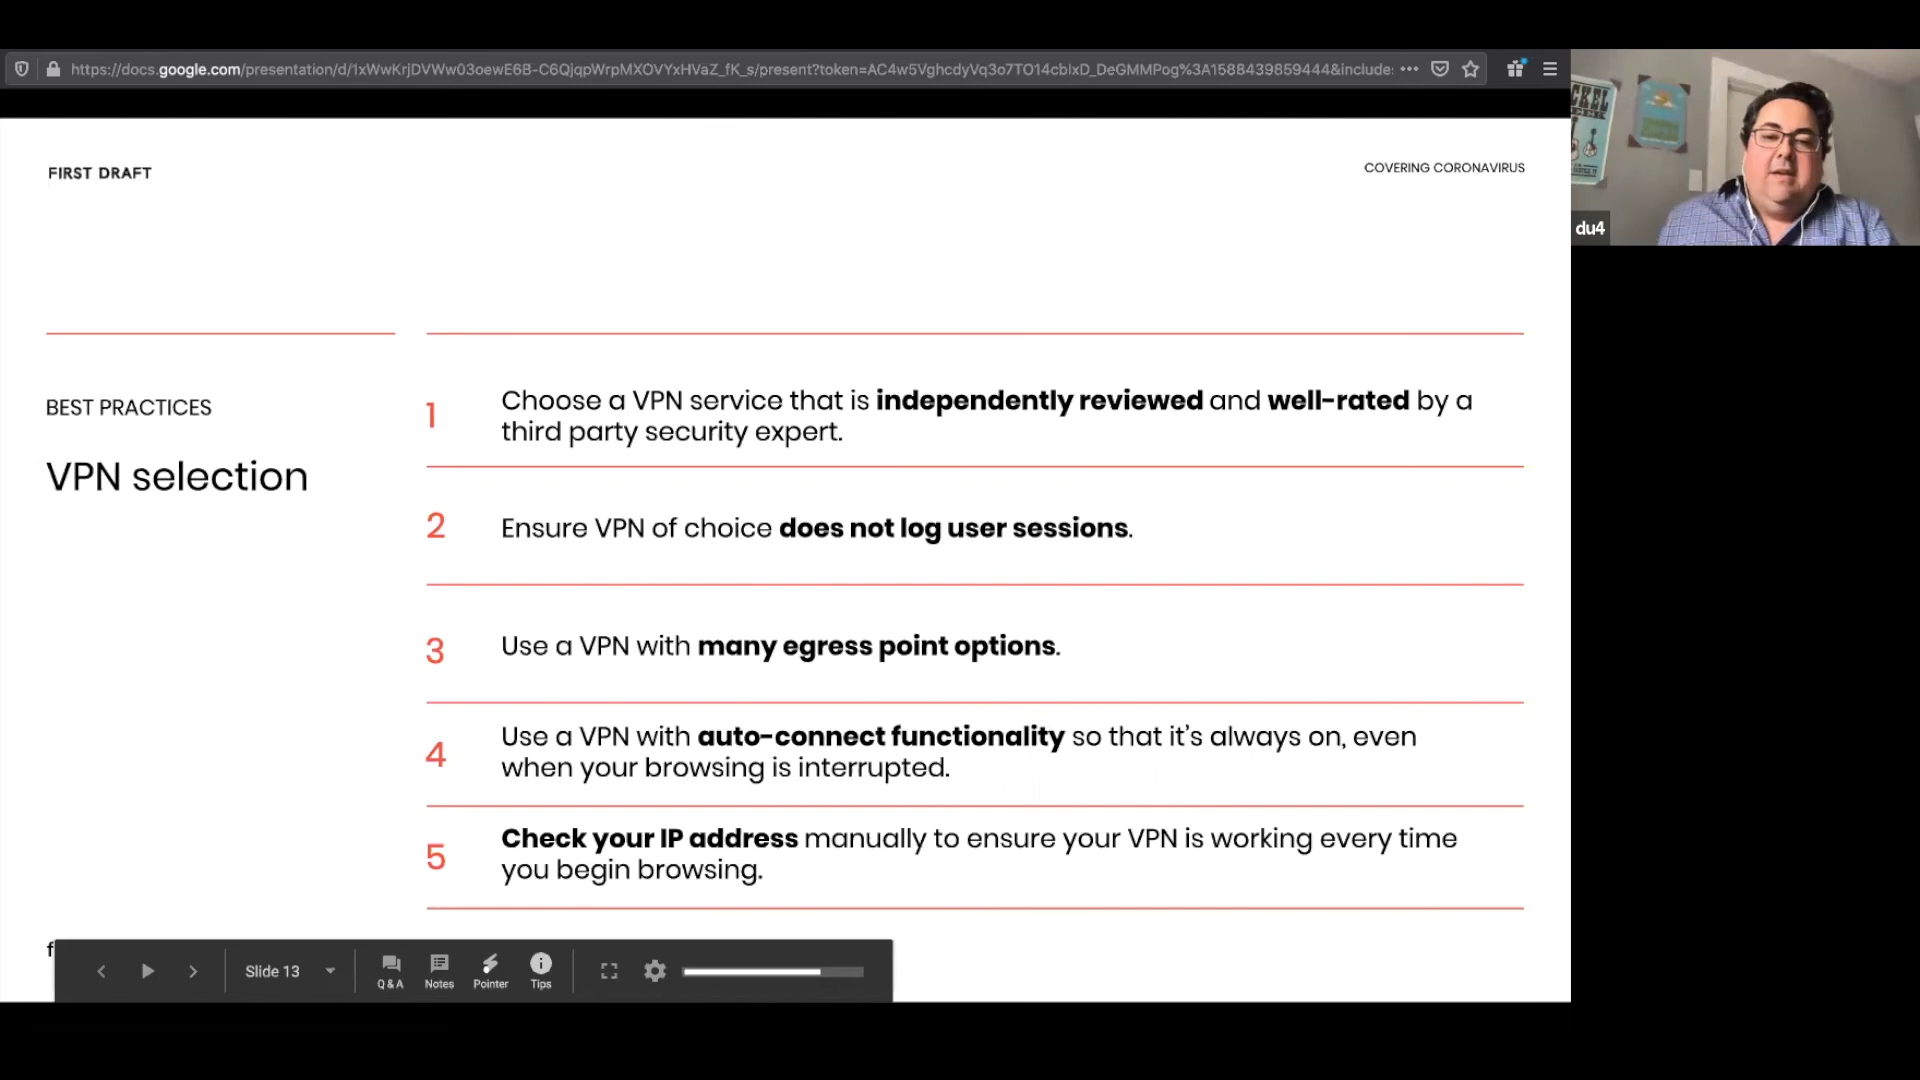 https://docs.google.com/presentation/d/1xWwKrjDVWw03oewE6B-C6QjqpWrpMXOVYxHVaZ_fK_s/present?token=AC4w5VghcdyVq3o7TO14cblxD_DeGMMPog%3A1588439859444&include:
FIRST DRAFT
COVERING CORONAVIRUS
du4
BEST PRACTICES
VPN selection
1
Choose a VPN service that is independently reviewed and well-rated by a
third party security expert.
2
Ensure VPN of choice does not log user sessions.
3
Use a VPN with many egress point options.
4
Use a VPN with auto-connect functionality so that it's always on, even
when your browsing is interrupted.
5
Check your IP address manually to ensure your VPN is working every time
you begin browsing.
f
Slide 13
Q&A
Notes
Pointer
Tips